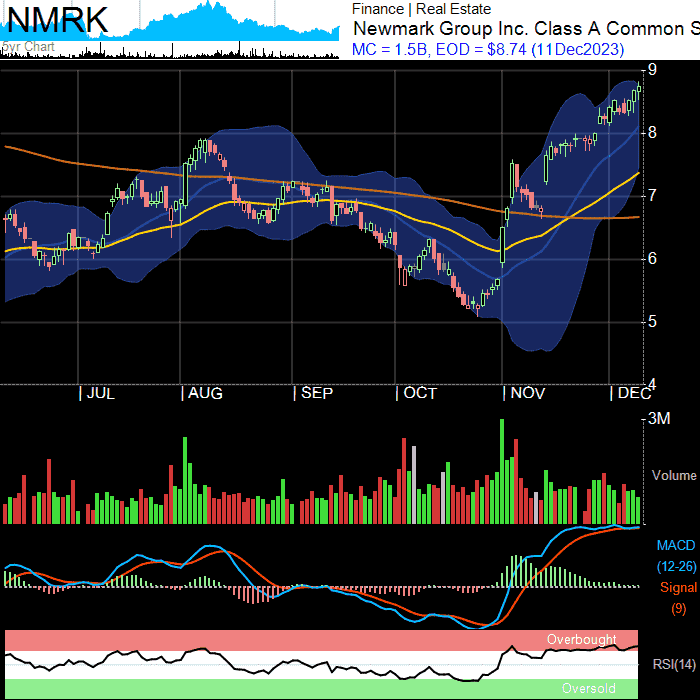 NMRK
5yr Chart
Finance | Real Estate
Newmark Group Inc. Class A Common S
MC = 1.5B, EOD = $8.74 (11Dec2023)
9
8
7
6
5
4
JUL AUG SEP OCT NOV DEC
3M
Volume
MACD
(12-26)
Signal
(9)
Overbought
RSI(14)
Oversold